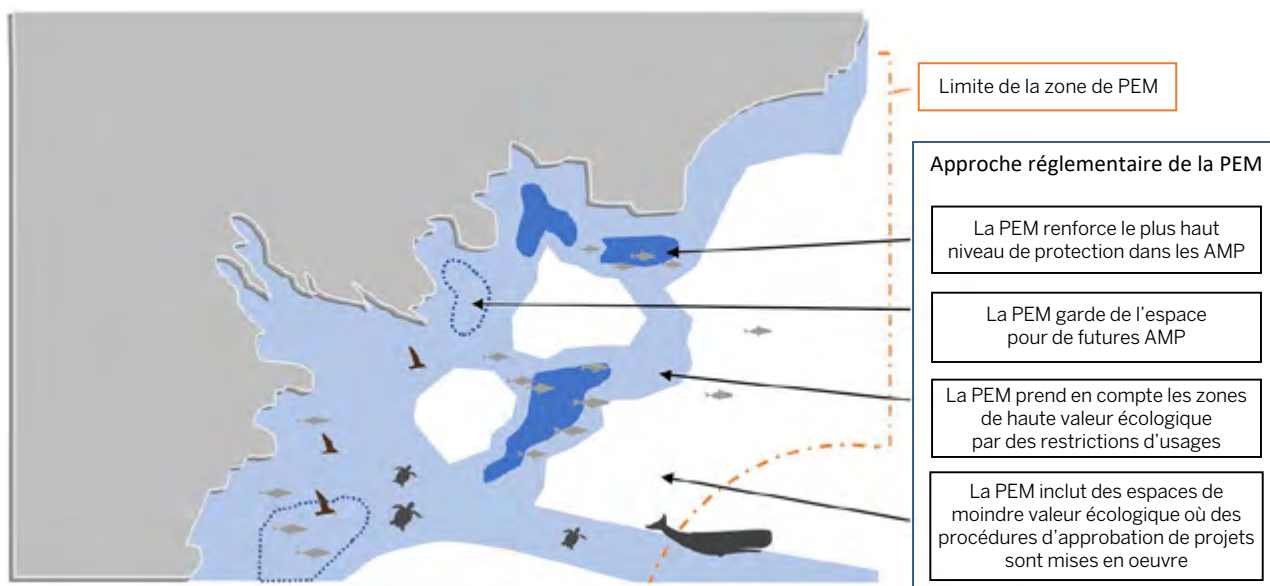 Limite de la zone de PEM
Approche réglementaire de la PEM
La PEM renforce le plus haut
niveau de protection dans les AMP
La PEM garde de l'espace
pour de futures AMP
La PEM prend en compte les zones
de haute valeur écologique
par des restrictions d'usages
La PEM inclut des espaces de
moindre valeur écologique où des
procédures d'approbation de projets
sont mises en oeuvre